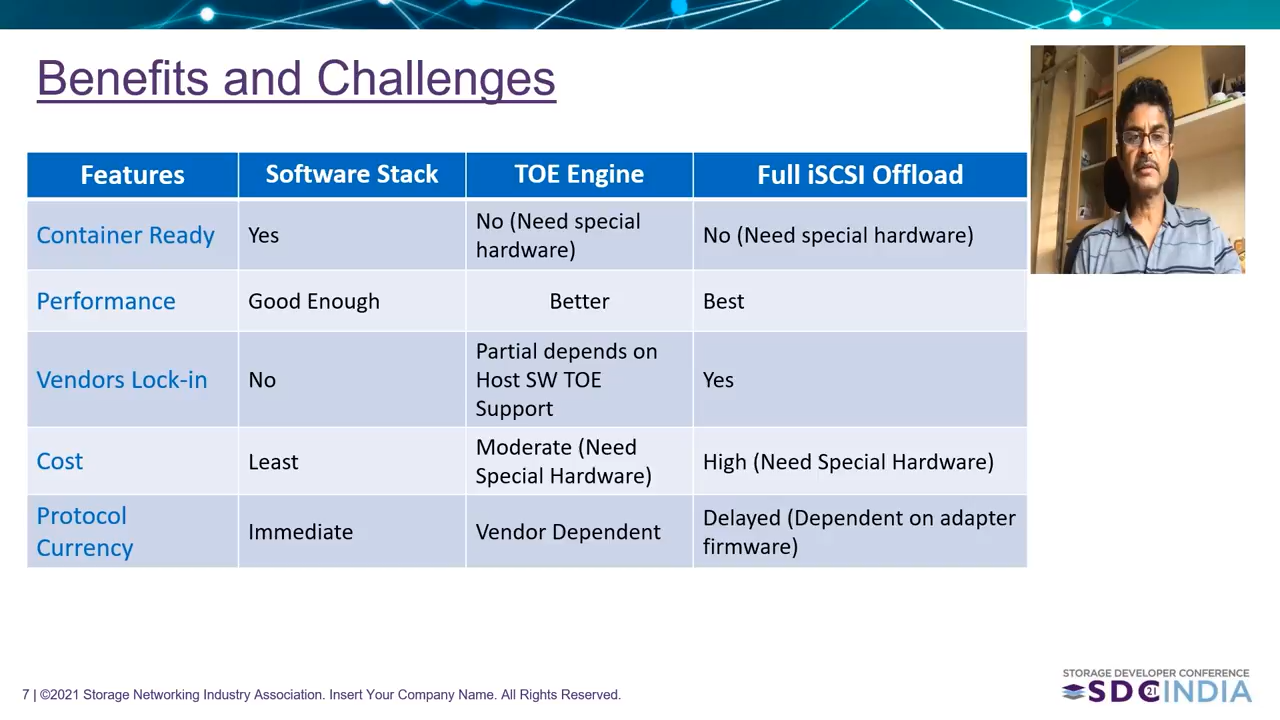 Benefits and Challenges
Features
Software Stack
TOE Engine
Full iSCSI Offload
Container Ready
Yes
No (Need special
hardware)
No (Need special hardware)
Performance
Good Enough
Better
Best
Vendors Lock-in
No
Partial depends on
Host SW TOE
Support
Yes
Cost
Least
Moderate (Need
Special Hardware)
High (Need Special Hardware)
Protocol
Currency
Immediate
Vendor Dependent
Delayed (Dependent on adapter
firmware)
7 | ©2021 Storage Networking Industry Association. Insert Your Company Name. All Rights Reserved.
STORAGE DEVELOPER CONFERENCE
SDC 21 INDIA